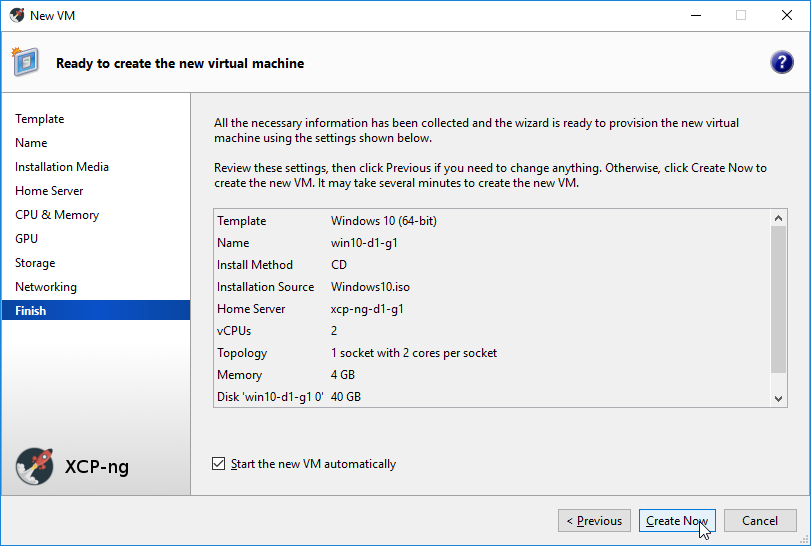 New VM
Ready to create the new virtual machine
?
Template
Name
Installation Media
Home Server
CPU & Memory
GPU
Storage
Networking
Finish
XCP-ng
All the necessary information has been collected and the wizard is ready to provision the new virtual
machine using the settings shown below.
Review these settings, then click Previous if you need to change anything. Otherwise, click Create Now to
create the new VM. It may take several minutes to create the new VM.
Template Windows 10 (64-bit)
Name win10-d1-g1
Install Method CD
Installation Source Windows10.iso
Home Server xcp-ng-d1-g1
vCPUs 2
Topology 1 socket with 2 cores per socket
Memory 4 GB
Disk 'win10-d1-g1 0' 40 GB
Start the new VM automatically
< Previous Create Now Cancel